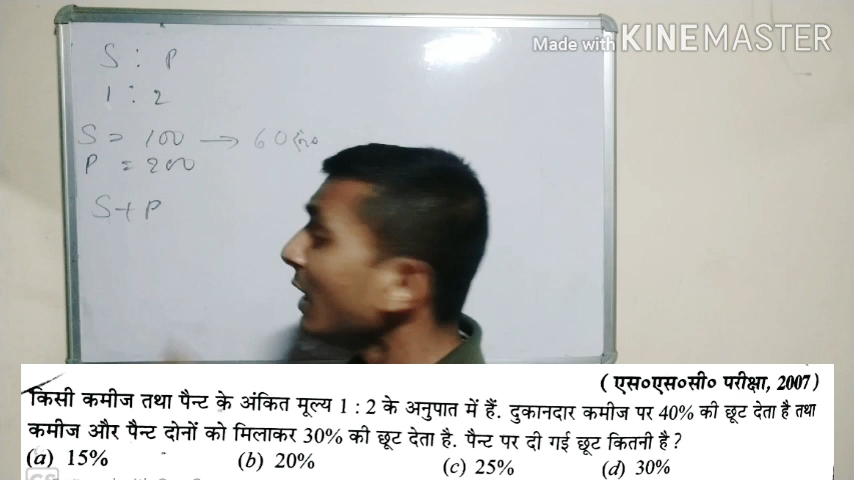 Made with KINEMASTER
S : P
1 : 2
S = 100 → 60
P = 200
S + P
( एस०एस०सी० परीक्षा, 2007)
किसी कमीज तथा पैन्ट के अंकित मूल्य 1 : 2 के अनुपात में हैं. दुकानदार कमीज पर 40% की छूट देता है तथा
कमीज और पैन्ट दोनों को मिलाकर 30% की छूट देता है. पैन्ट पर दी गई छूट कितनी है ?
(a) 15% (b) 20% (c) 25% (d) 30%